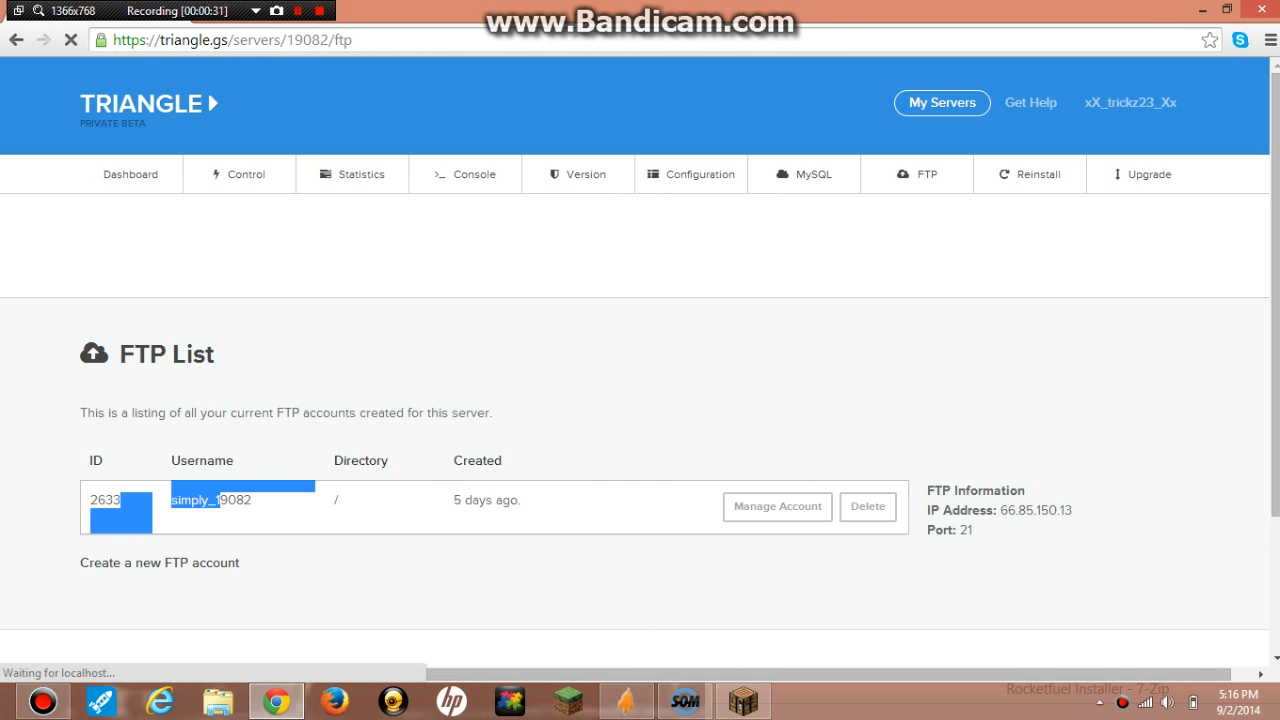 1366x768 Recording [00:00:31]
www.Bandicam.com
https://triangle.gs/servers/19082/ftp
TRIANGLE
PRIVATE BETA
My Servers Get Help xX_trickz23_Xx
Dashboard Control Statistics Console Version Configuration MySQL FTP Reinstall Upgrade
FTP List
This is a listing of all your current FTP accounts created for this server.
ID Username Directory Created
2633 simply_19082 / 5 days ago. Manage Account Delete
FTP Information
IP Address: 66.85.150.13
Port: 21
Create a new FTP account
Waiting for localhost...
Rocketfuel Installer - 7-Zip
hp
SOM
5:16 PM
9/2/2014